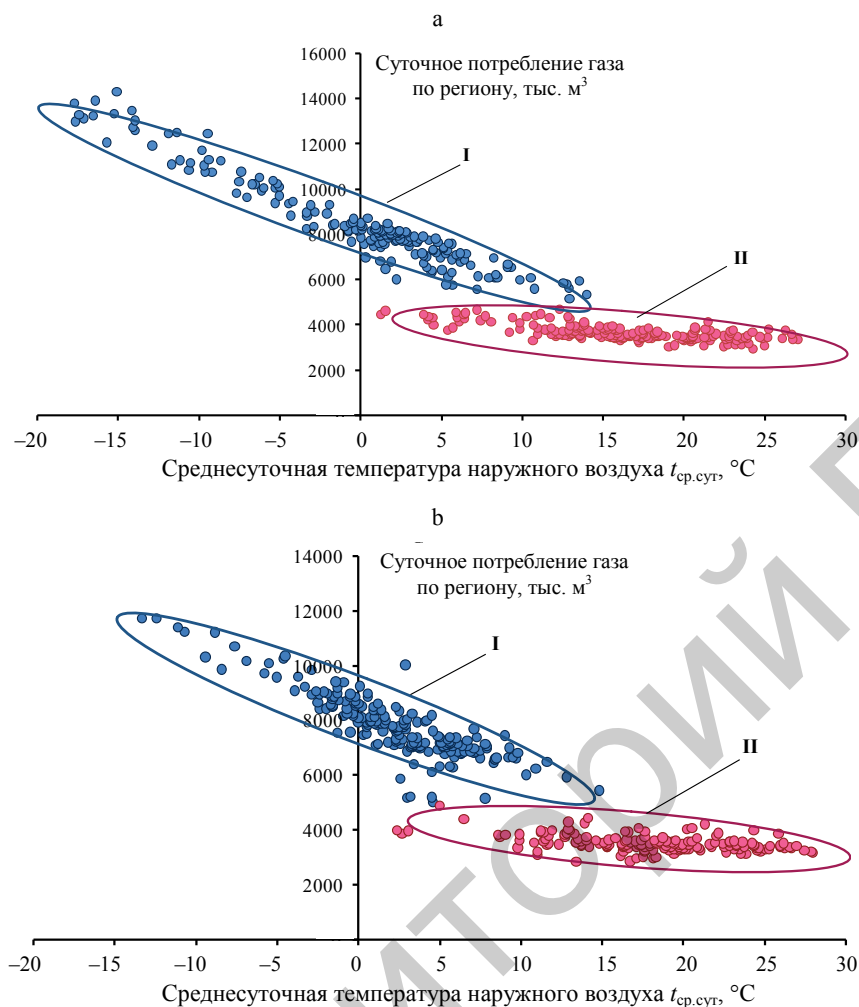 a
16000
Суточное потребление газа
по региону, тыс. м³
14000
12000
I
10000
8000
6000
II
4000
2000
–20 –15 –10 –5 0 5 10 15 20 25 30
Среднесуточная температура наружного воздуха tср.сут, °С
b
14000
Суточное потребление газа
по региону, тыс. м³
12000
I
10000
8000
II
6000
4000
2000
–20 –15 –10 –5 0 5 10 15 20 25 30
Среднесуточная температура наружного воздуха tср.сут, °С